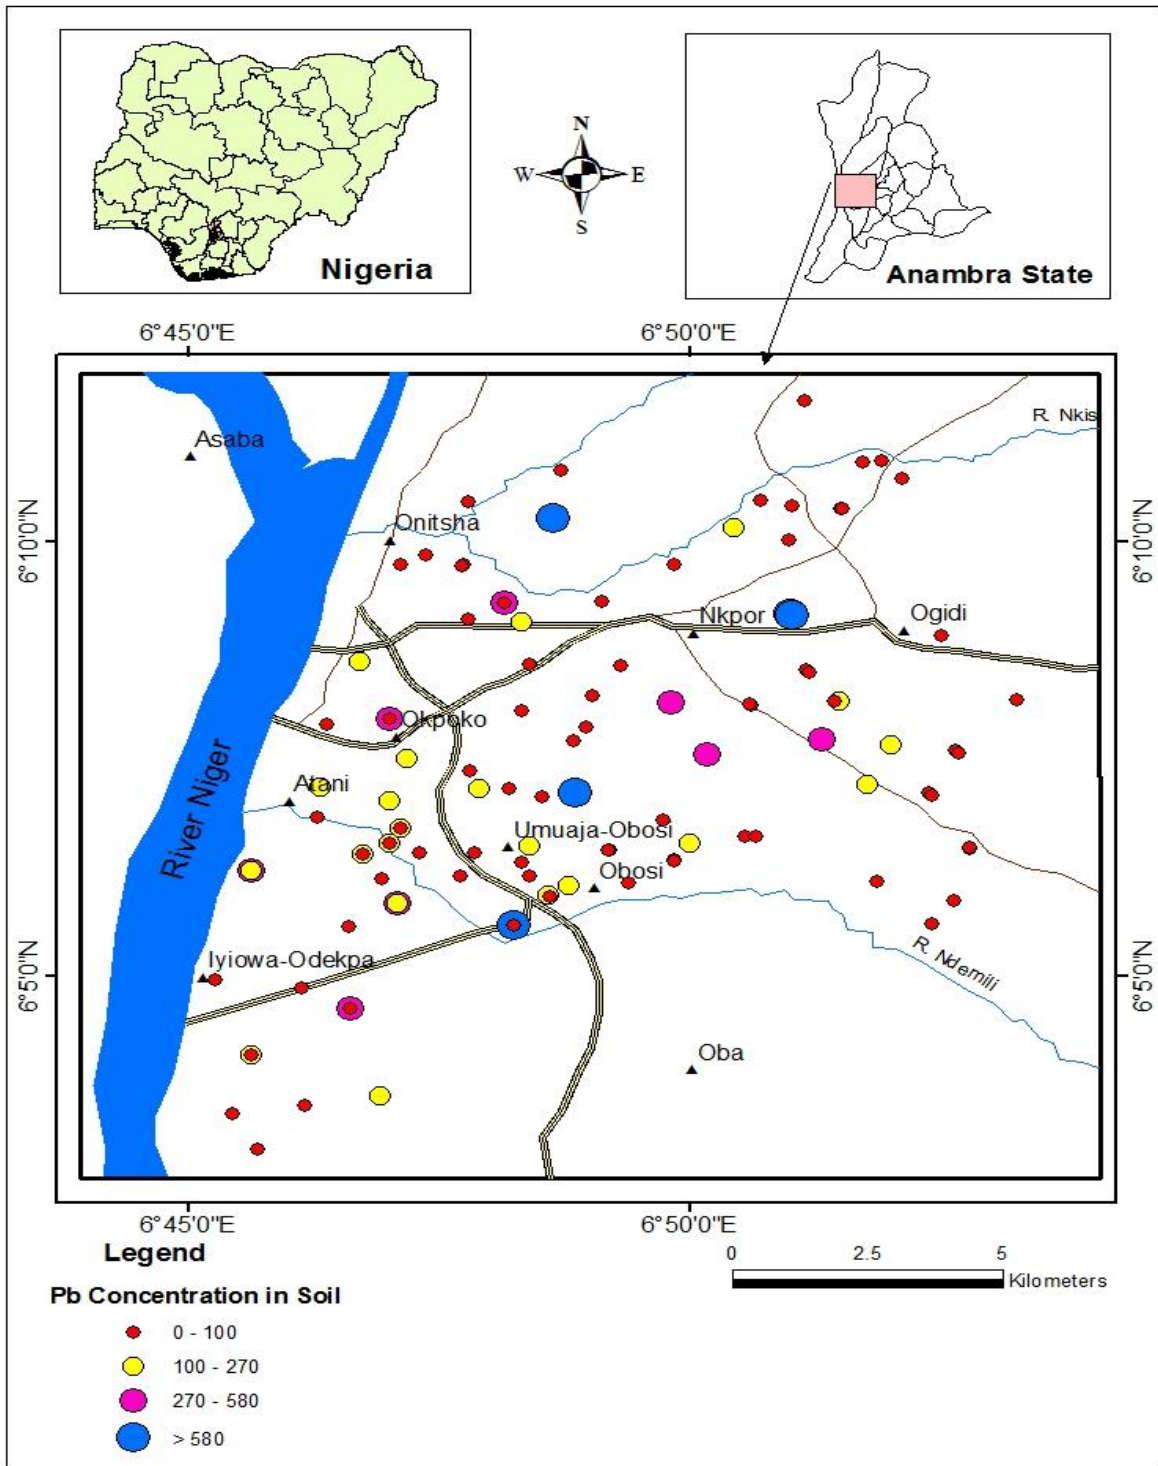 N
W
E
S
Nigeria
Anambra State
6°45'0"E
6°50'0"E
R. Nkis
Asaba
Onitsha
6°10'0"N
6°10'0"N
Nkpor
Ogidi
Okpoko
River Niger
Atani
Umuaja-Obosi
Obosi
Iyiowa-Odekpa
R. Ndemili
6°5'0"N
6°5'0"N
Oba
6°45'0"E
6°50'0"E
Legend
0
2.5
5
Kilometers
Pb Concentration in Soil
0 - 100
100 - 270
270 - 580
> 580